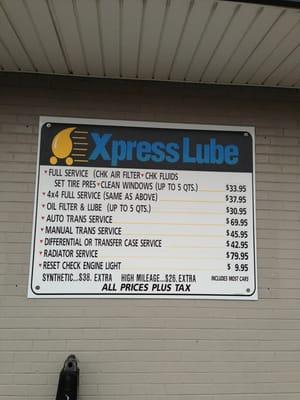 Xpress Lube
FULL SERVICE (CHK AIR FILTER CHK FLUIDS
SET TIRE PRES CLEAN WINDOWS (UP TO 5 QTS.) $33.95
4x4 FULL SERVICE (SAME AS ABOVE) $37.95
OIL FILTER & LUBE (UP TO 5 QTS.) $30.95
AUTO TRANS SERVICE $69.95
MANUAL TRANS SERVICE $45.95
DIFFERENTIAL OR TRANSFER CASE SERVICE $42.95
RADIATOR SERVICE $79.95
RESET CHECK ENGINE LIGHT $ 9.95
SYNTHETIC...$38. EXTRA HIGH MILEAGE...$26. EXTRA INCLUDES MOST CARS
ALL PRICES PLUS TAX